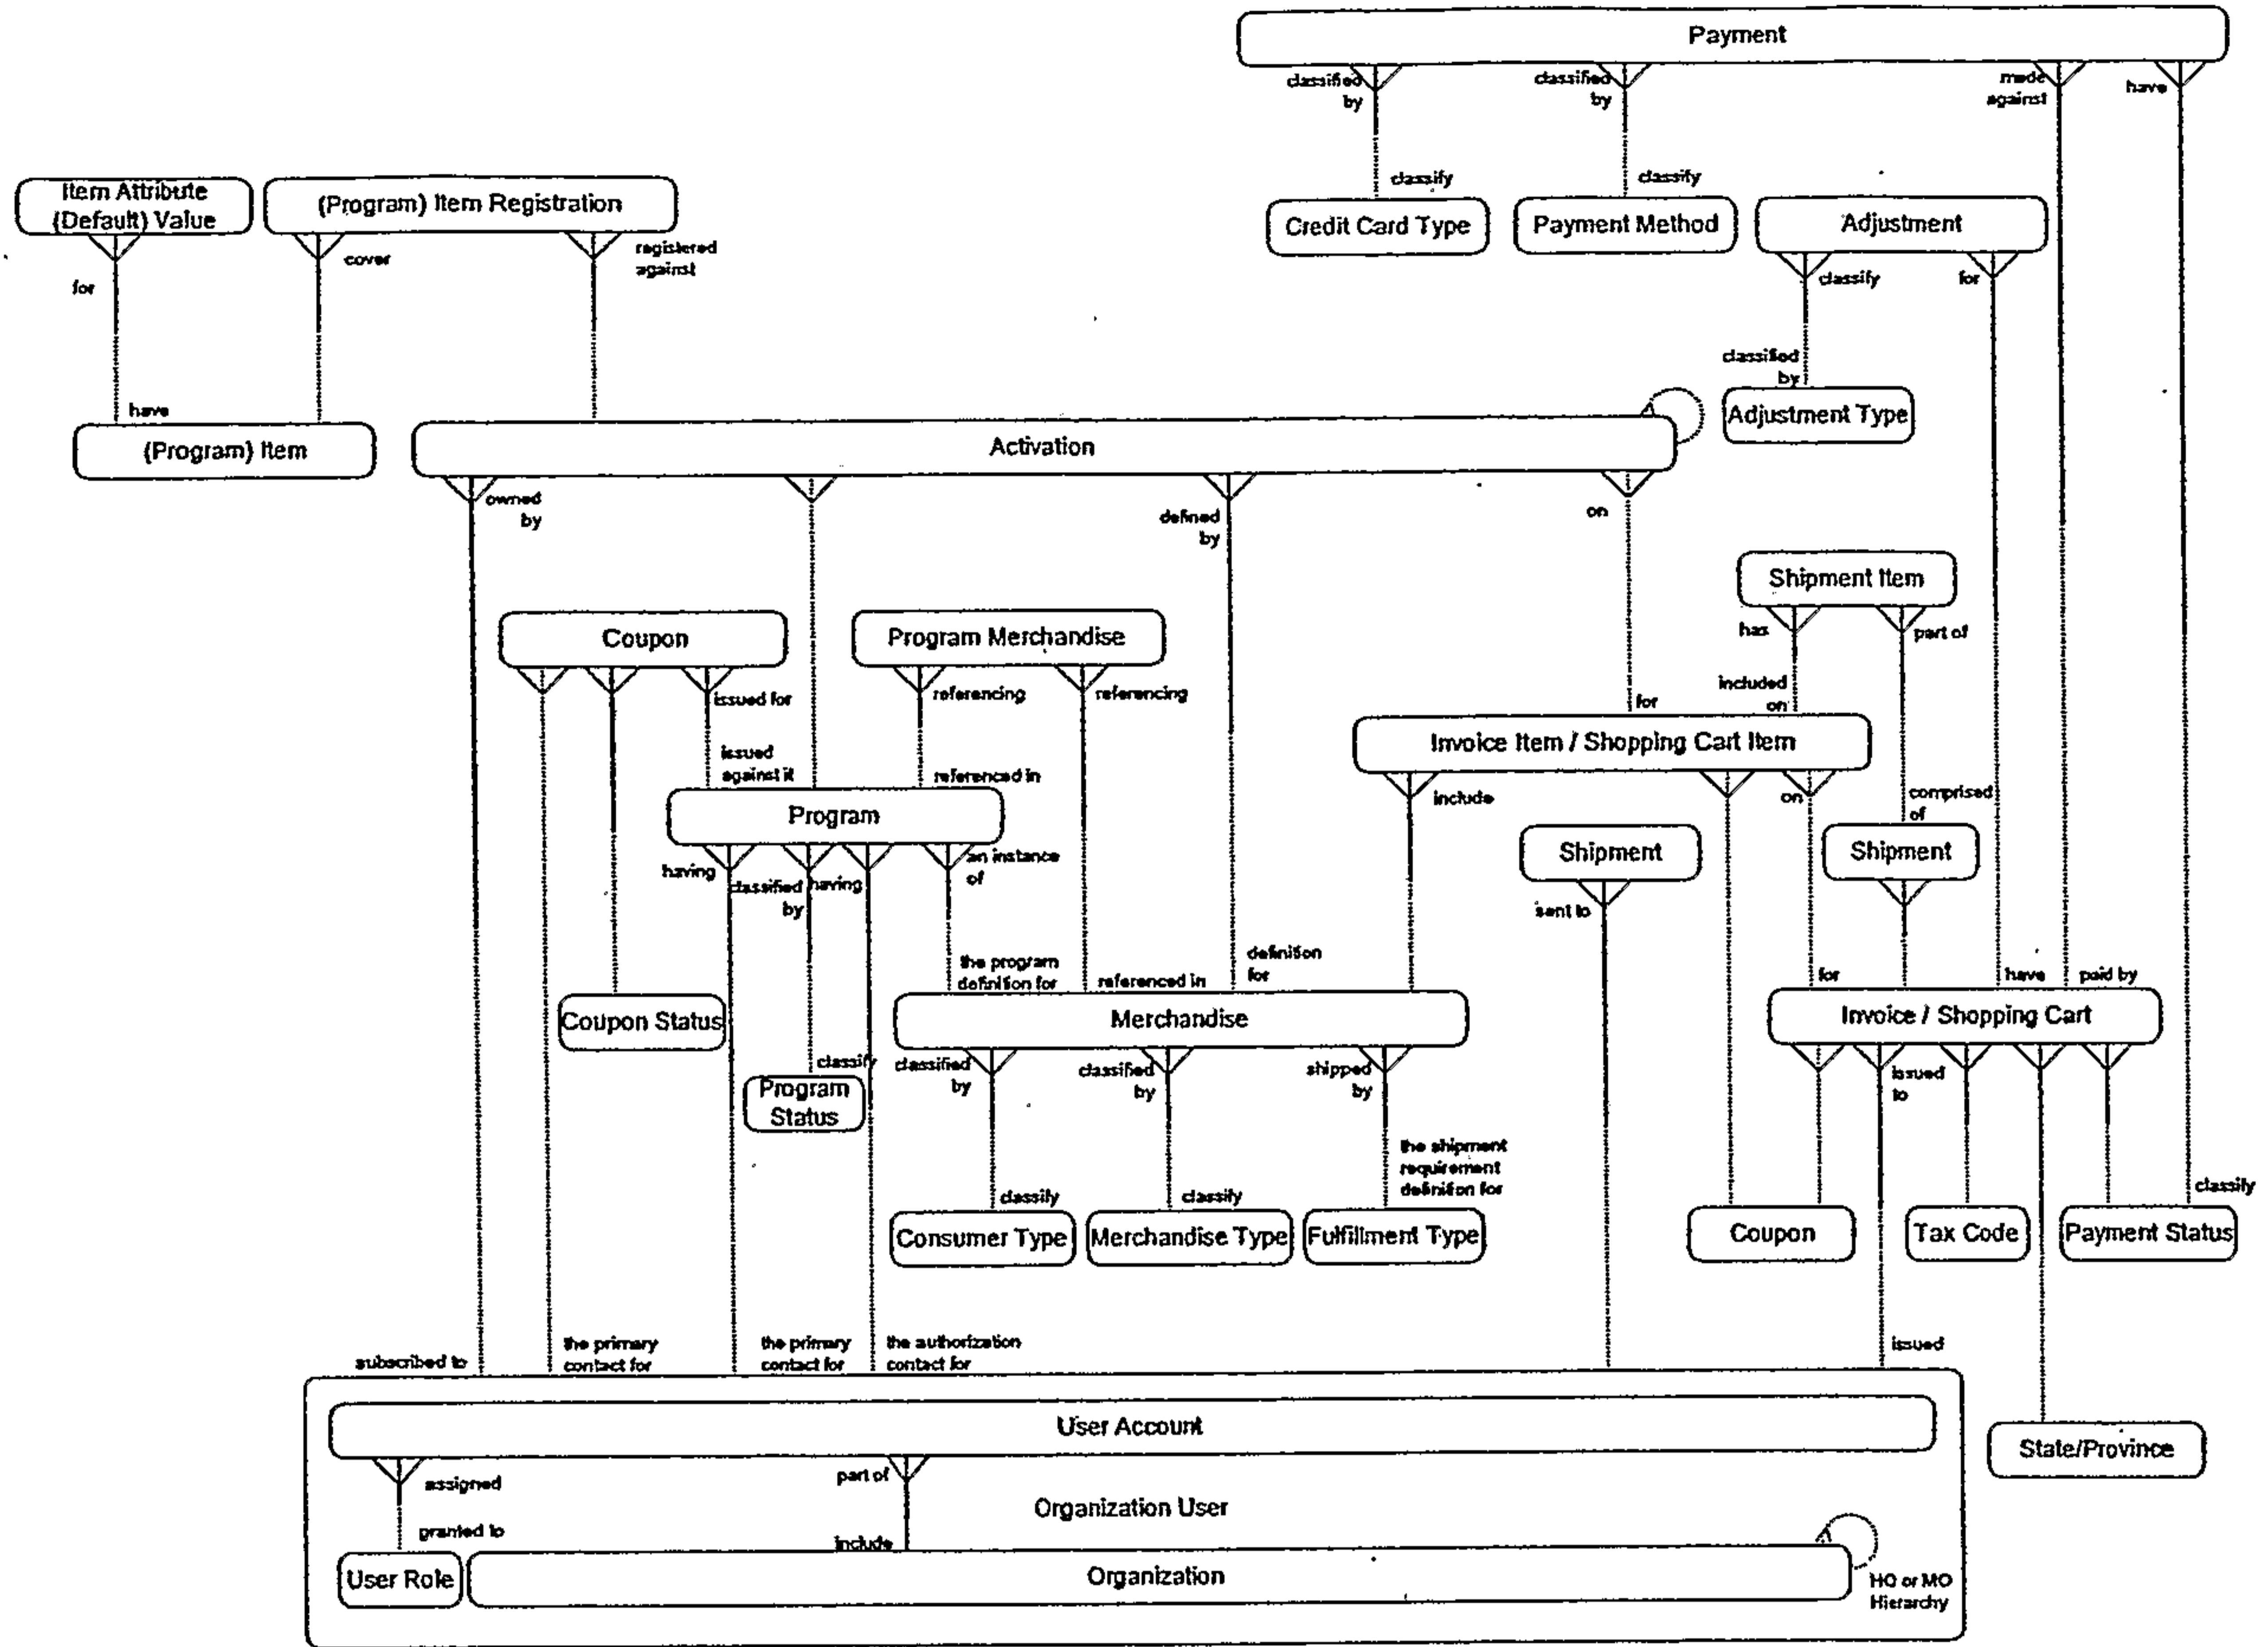 Payment
classified
by
classified
by
made
against
have
classify
classify
Item Attribute
(Default) Value
(Program) Item Registration
Credit Card Type
Payment Method
Adjustment
for
cover
registered
against
classify
for
have
classified
by
(Program) Item
Activation
Adjustment Type
owned
by
defined
by
on
Shipment Item
Coupon
Program Merchandise
has
part of
issued for
referencing
referencing
included
on
for
issued
against it
referenced in
Invoice Item / Shopping Cart Item
Program
include
on
comprised
of
having
classified
by
having
an instance
of
Shipment
Shipment
sent to
the program
definition for
referenced in
definition
for
for
have
paid by
Coupon Status
Merchandise
Invoice / Shopping Cart
classify
classified
by
classified
by
shipped
by
issued
to
Program
Status
the shipment
requirement
definition for
classify
classify
classify
Consumer Type
Merchandise Type
Fulfillment Type
Coupon
Tax Code
Payment Status
subscribed to
the primary
contact for
the primary
contact for
the authorization
contact for
issued
User Account
State/Province
assigned
part of
Organization User
granted to
include
User Role
Organization
HQ or MO
Hierarchy